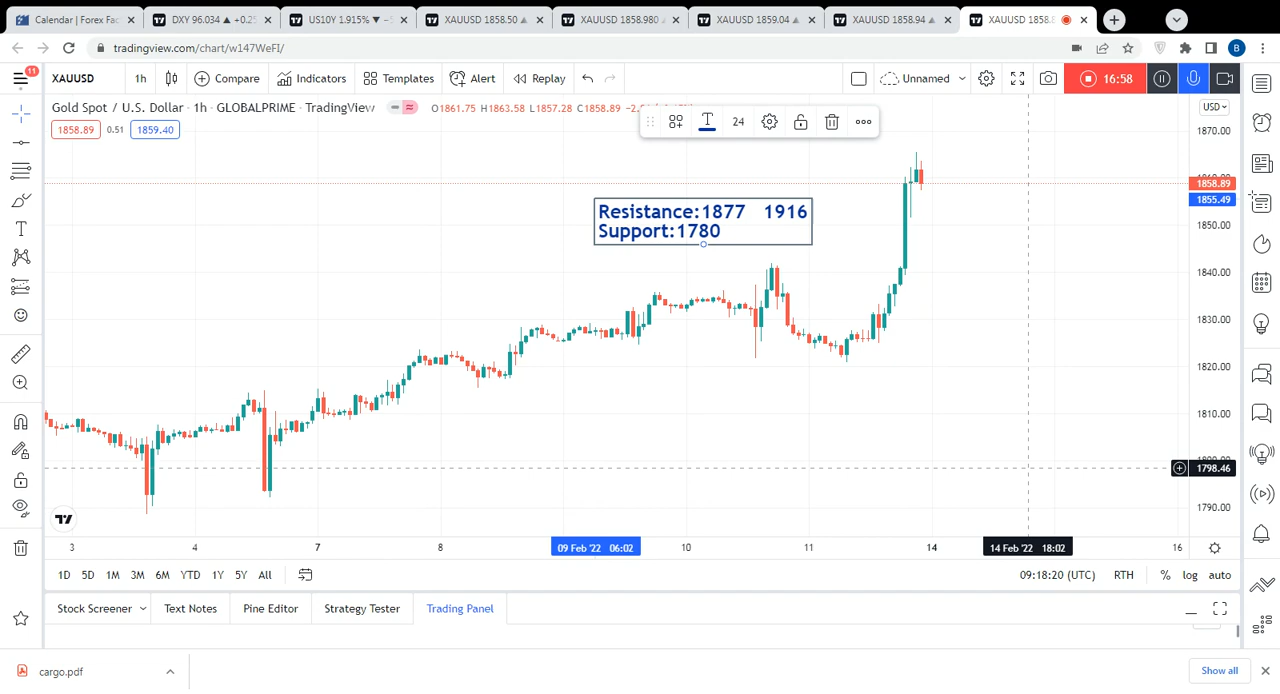 Calendar | Forex Fac
DXY 96.034 ▲ +0.25
US10Y 1.915% ▼ −
XAUUSD 1858.50 ▲
XAUUSD 1858.980 ▲
XAUUSD 1859.04 ▲
XAUUSD 1858.94 ▲
XAUUSD 1858.8
tradingview.com/chart/w147WeFI/
B
11
XAUUSD
1h
Compare
Indicators
Templates
Alert
Replay
Unnamed
16:58
Gold Spot / U.S. Dollar · 1h · GLOBALPRIME · TradingView
O1861.75 H1863.58 L1857.28 C1858.89
USD
1858.89 0.51 1859.40
24
1870.00
1858.89
1855.49
Resistance:1877 1916
Support:1780
1850.00
1840.00
1830.00
1820.00
1810.00
1798.46
1790.00
3 4 7 8 09 Feb '22 06:02 10 11 14 14 Feb '22 18:02 16
1D 5D 1M 3M 6M YTD 1Y 5Y All
09:18:20 (UTC) RTH % log auto
Stock Screener Text Notes Pine Editor Strategy Tester Trading Panel
cargo.pdf
Show all